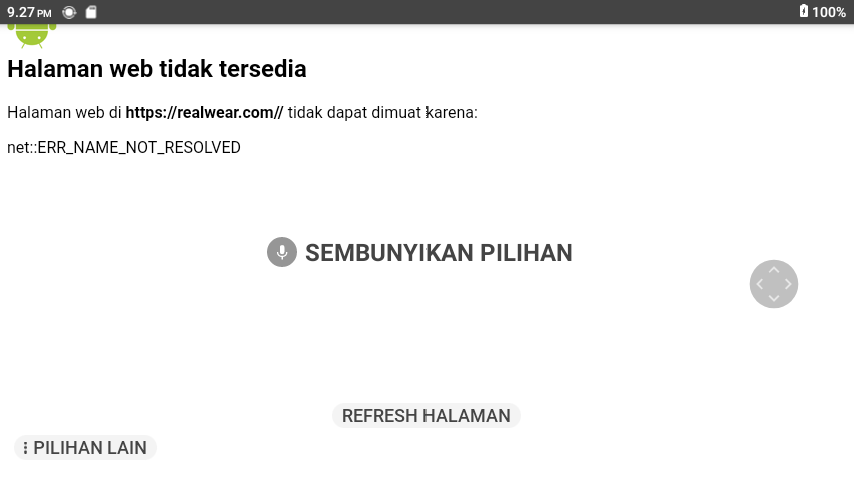 9.27 PM 100%
Halaman web tidak tersedia
Halaman web di https://realwear.com// tidak dapat dimuat karena:
net::ERR_NAME_NOT_RESOLVED
SEMBUNYIKAN PILIHAN
REFRESH HALAMAN
PILIHAN LAIN